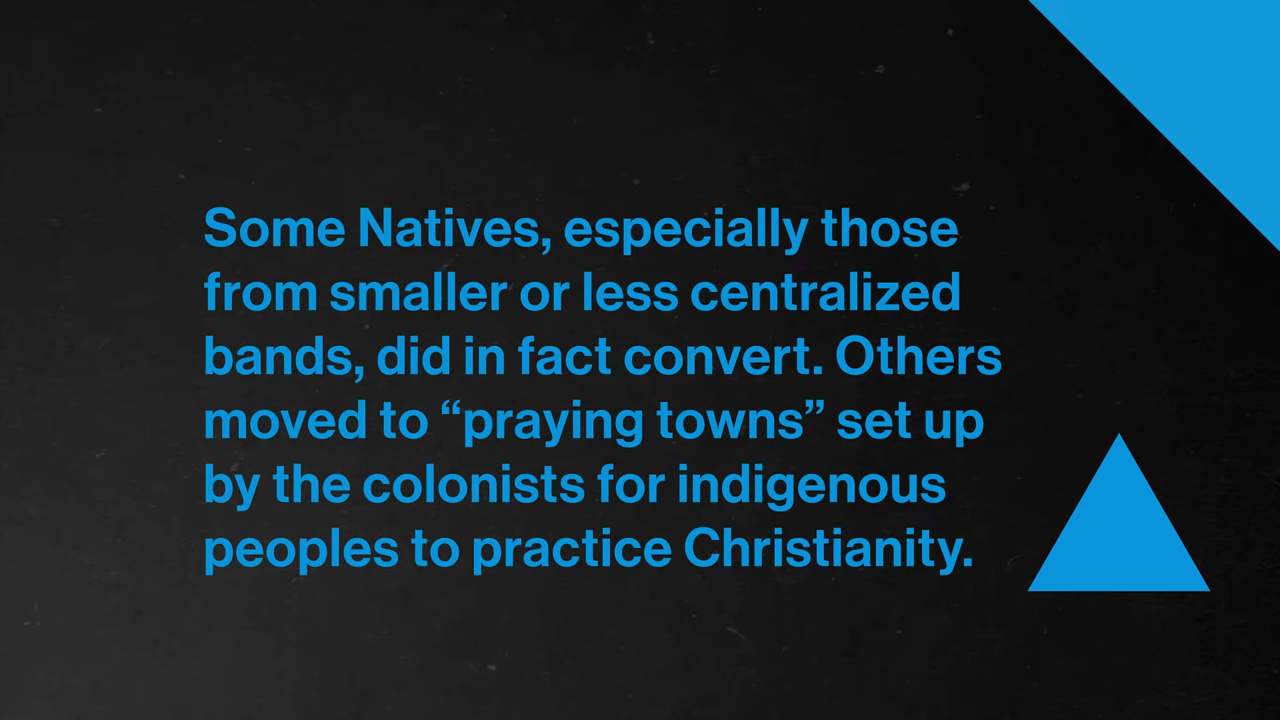 Some Natives, especially those
from smaller or less centralized
bands, did in fact convert. Others
moved to “praying towns” set up
by the colonists for indigenous
peoples to practice Christianity.